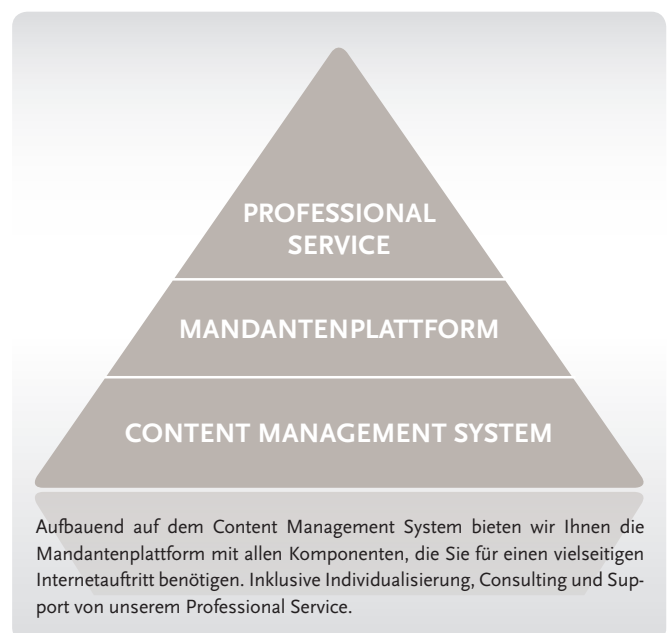 PROFESSIONAL
SERVICE
MANDANTENPLATTFORM
CONTENT MANAGEMENT SYSTEM
Aufbauend auf dem Content Management System bieten wir Ihnen die
Mandantenplattform mit allen Komponenten, die Sie für einen vielseitigen
Internetauftritt benötigen. Inklusive Individualisierung, Consulting und Sup-
port von unserem Professional Service.